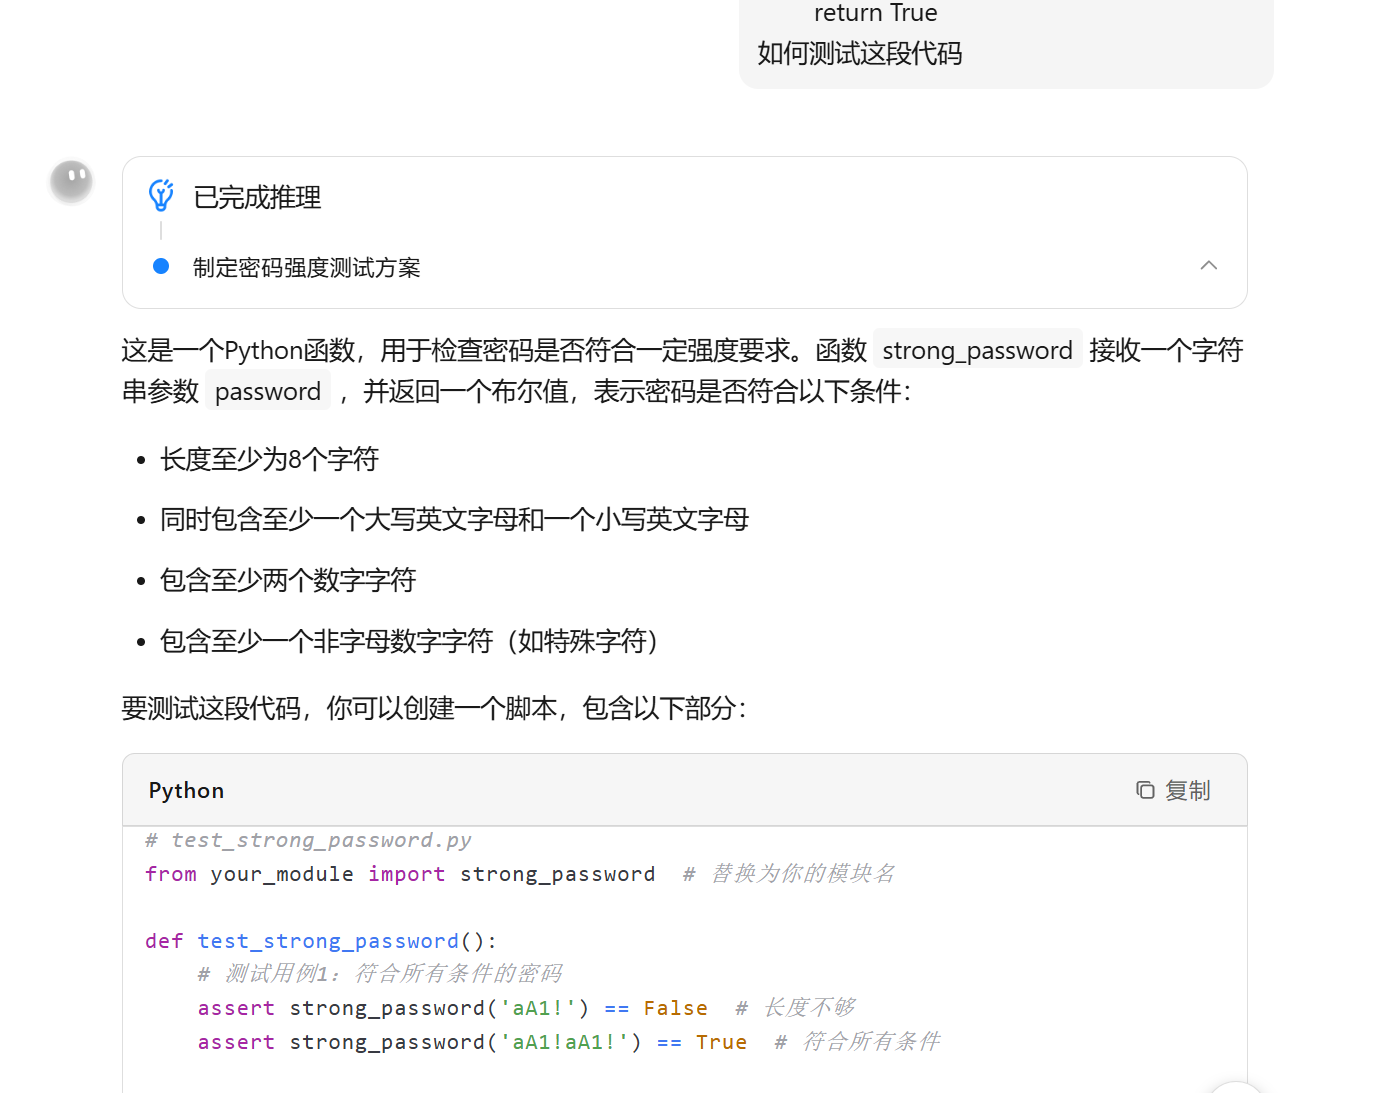 return True
如何测试这段代码
已完成推理
制定密码强度测试方案
这是一个Python函数，用于检查密码是否符合一定强度要求。函数 strong_password 接收一个字符
串参数 password ，并返回一个布尔值，表示密码是否符合以下条件：
• 长度至少为8个字符
• 同时包含至少一个大写英文字母和一个小写英文字母
• 包含至少两个数字字符
• 包含至少一个非字母数字字符（如特殊字符）
要测试这段代码，你可以创建一个脚本，包含以下部分：
Python 复制
# test_strong_password.py
from your_module import strong_password  # 替换为你的模块名
def test_strong_password():
    # 测试用例1：符合所有条件的密码
    assert strong_password('aA1!') == False  # 长度不够
    assert strong_password('aA1!aA1!') == True  # 符合所有条件